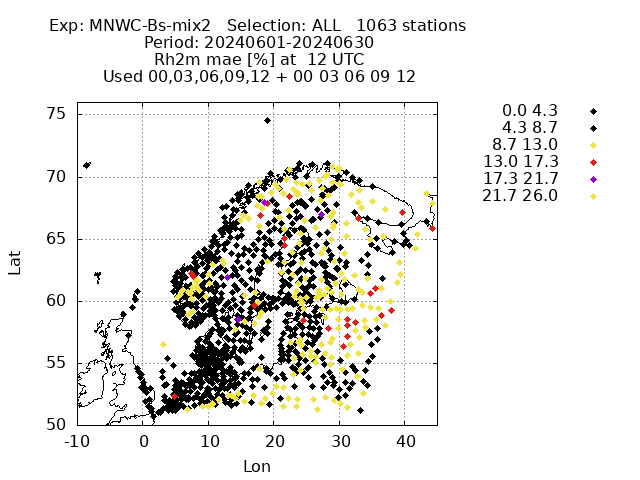 Exp: MNWC-Bs-mix2   Selection: ALL   1063 stations
Period: 20240601-20240630
Rh2m mae [%] at  12 UTC
Used 00,03,06,09,12 + 00 03 06 09 12
0.0 4.3
4.3 8.7
8.7 13.0
13.0 17.3
17.3 21.7
21.7 26.0
75
70
65
60
55
50
Lat
-10 0 10 20 30 40
Lon